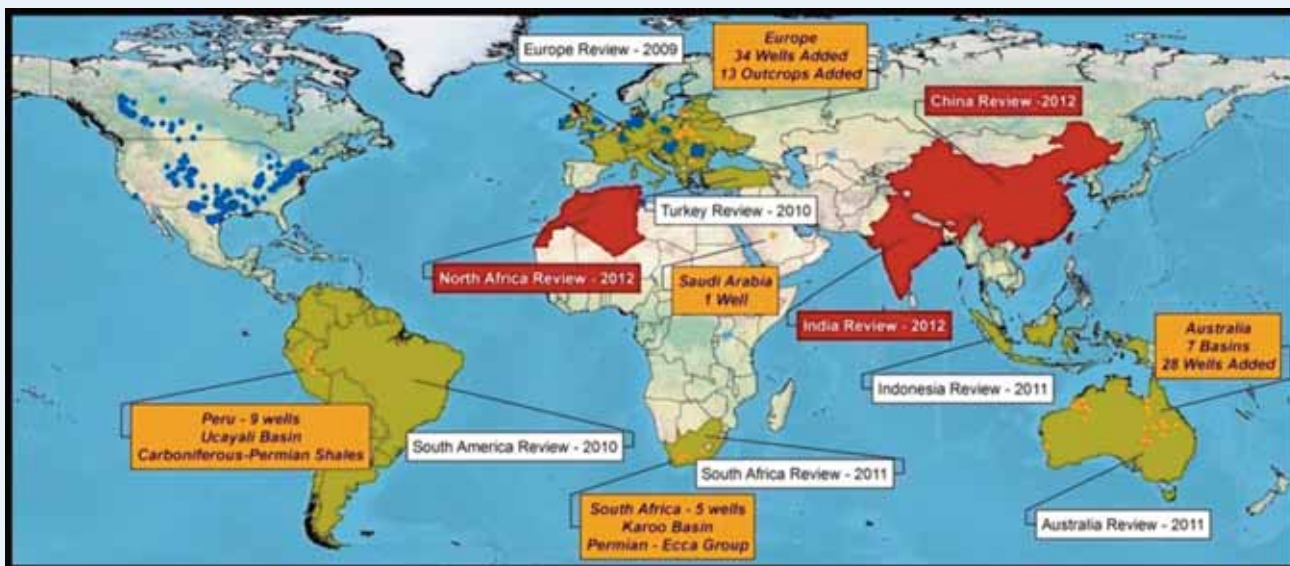 Europe Review - 2009
Europe
34 Wells Added
13 Outcrops Added
China Review -2012
Turkey Review - 2010
North Africa Review - 2012
Saudi Arabia
1 Well
India Review - 2012
Australia
7 Basins
28 Wells Added
Indonesia Review - 2011
Peru - 9 wells
Ucayali Basin
Carboniferous-Permian Shales
South America Review - 2010
South Africa Review - 2011
South Africa - 5 wells
Karoo Basin
Permian - Ecca Group
Australia Review - 2011